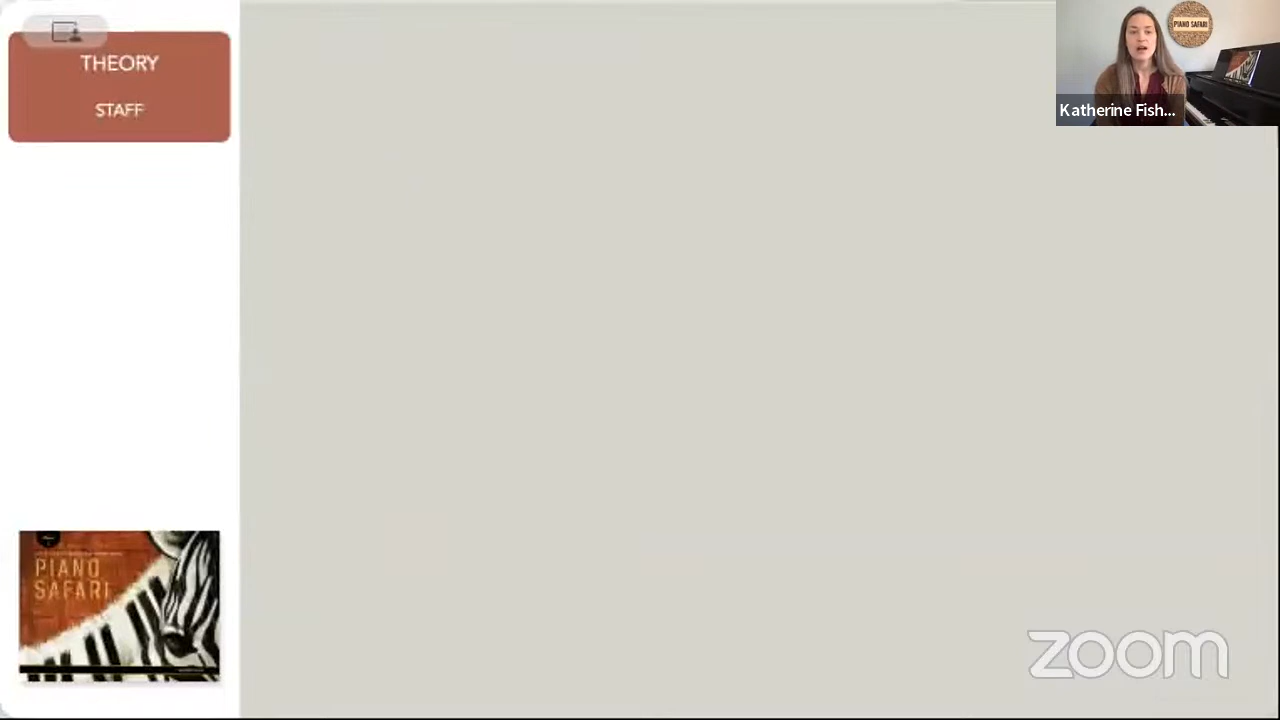 THEORY
STAFF
PIANO SAFARI
Katherine Fish...
PIANO
SAFARI
zoom